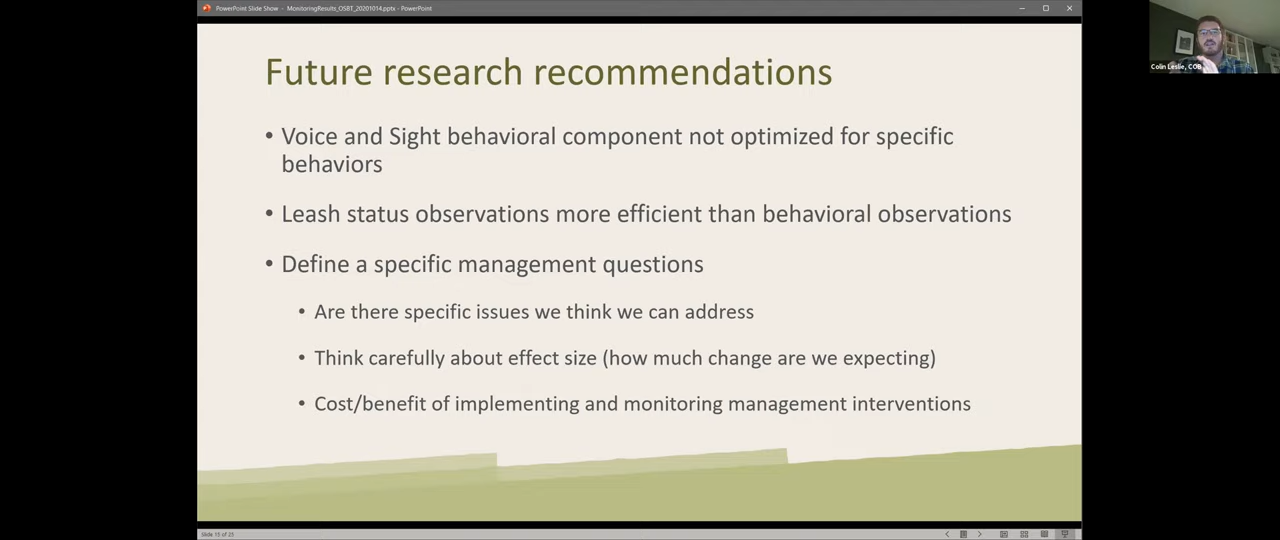 PowerPoint Slide Show - MonitoringResults_OSBT_20201014.pptx - PowerPoint
Future research recommendations
• Voice and Sight behavioral component not optimized for specific
behaviors
• Leash status observations more efficient than behavioral observations
• Define a specific management questions
• Are there specific issues we think we can address
• Think carefully about effect size (how much change are we expecting)
• Cost/benefit of implementing and monitoring management interventions
Slide 15 of 23
Colin Leslie, COB